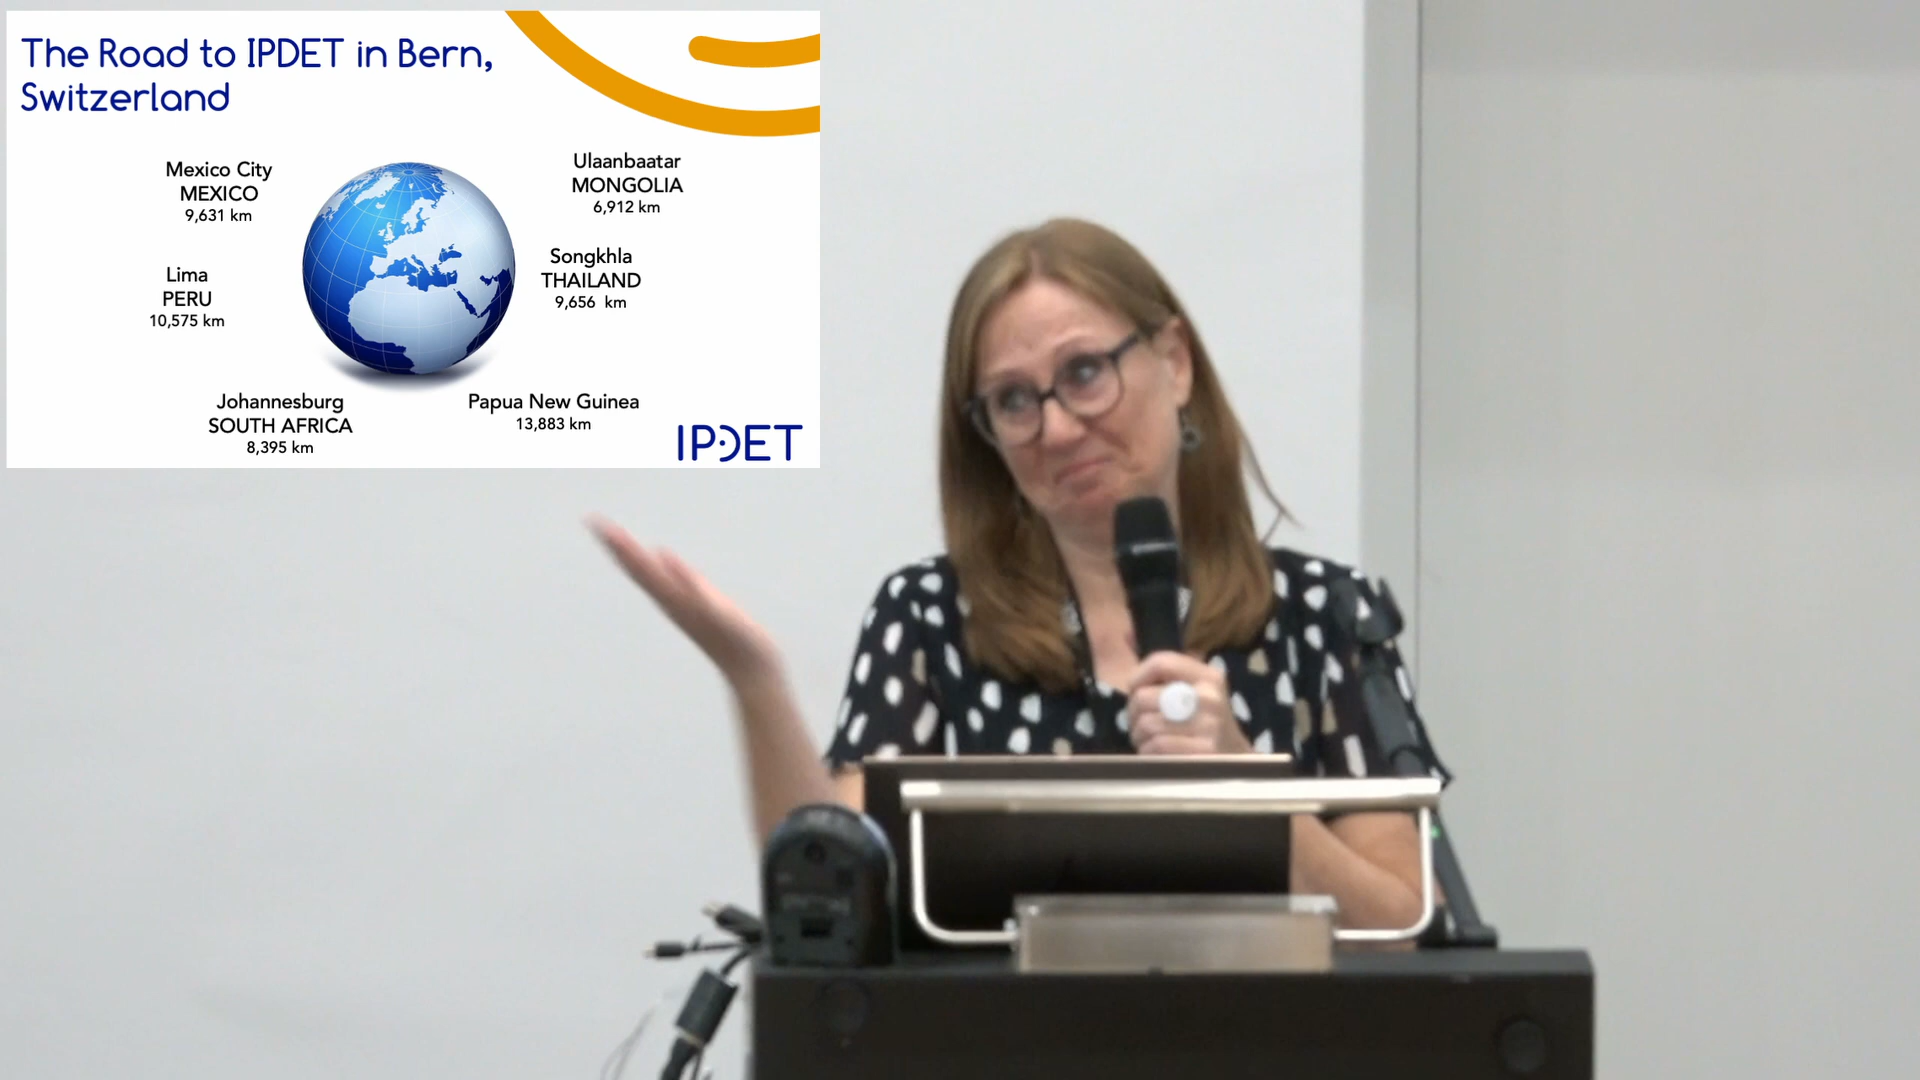 The Road to IPDET in Bern,
Switzerland
Mexico City
MEXICO
9,631 km
Ulaanbaatar
MONGOLIA
6,912 km
Lima
PERU
10,575 km
Songkhla
THAILAND
9,656 km
Johannesburg
SOUTH AFRICA
8,395 km
Papua New Guinea
13,883 km
IPDET